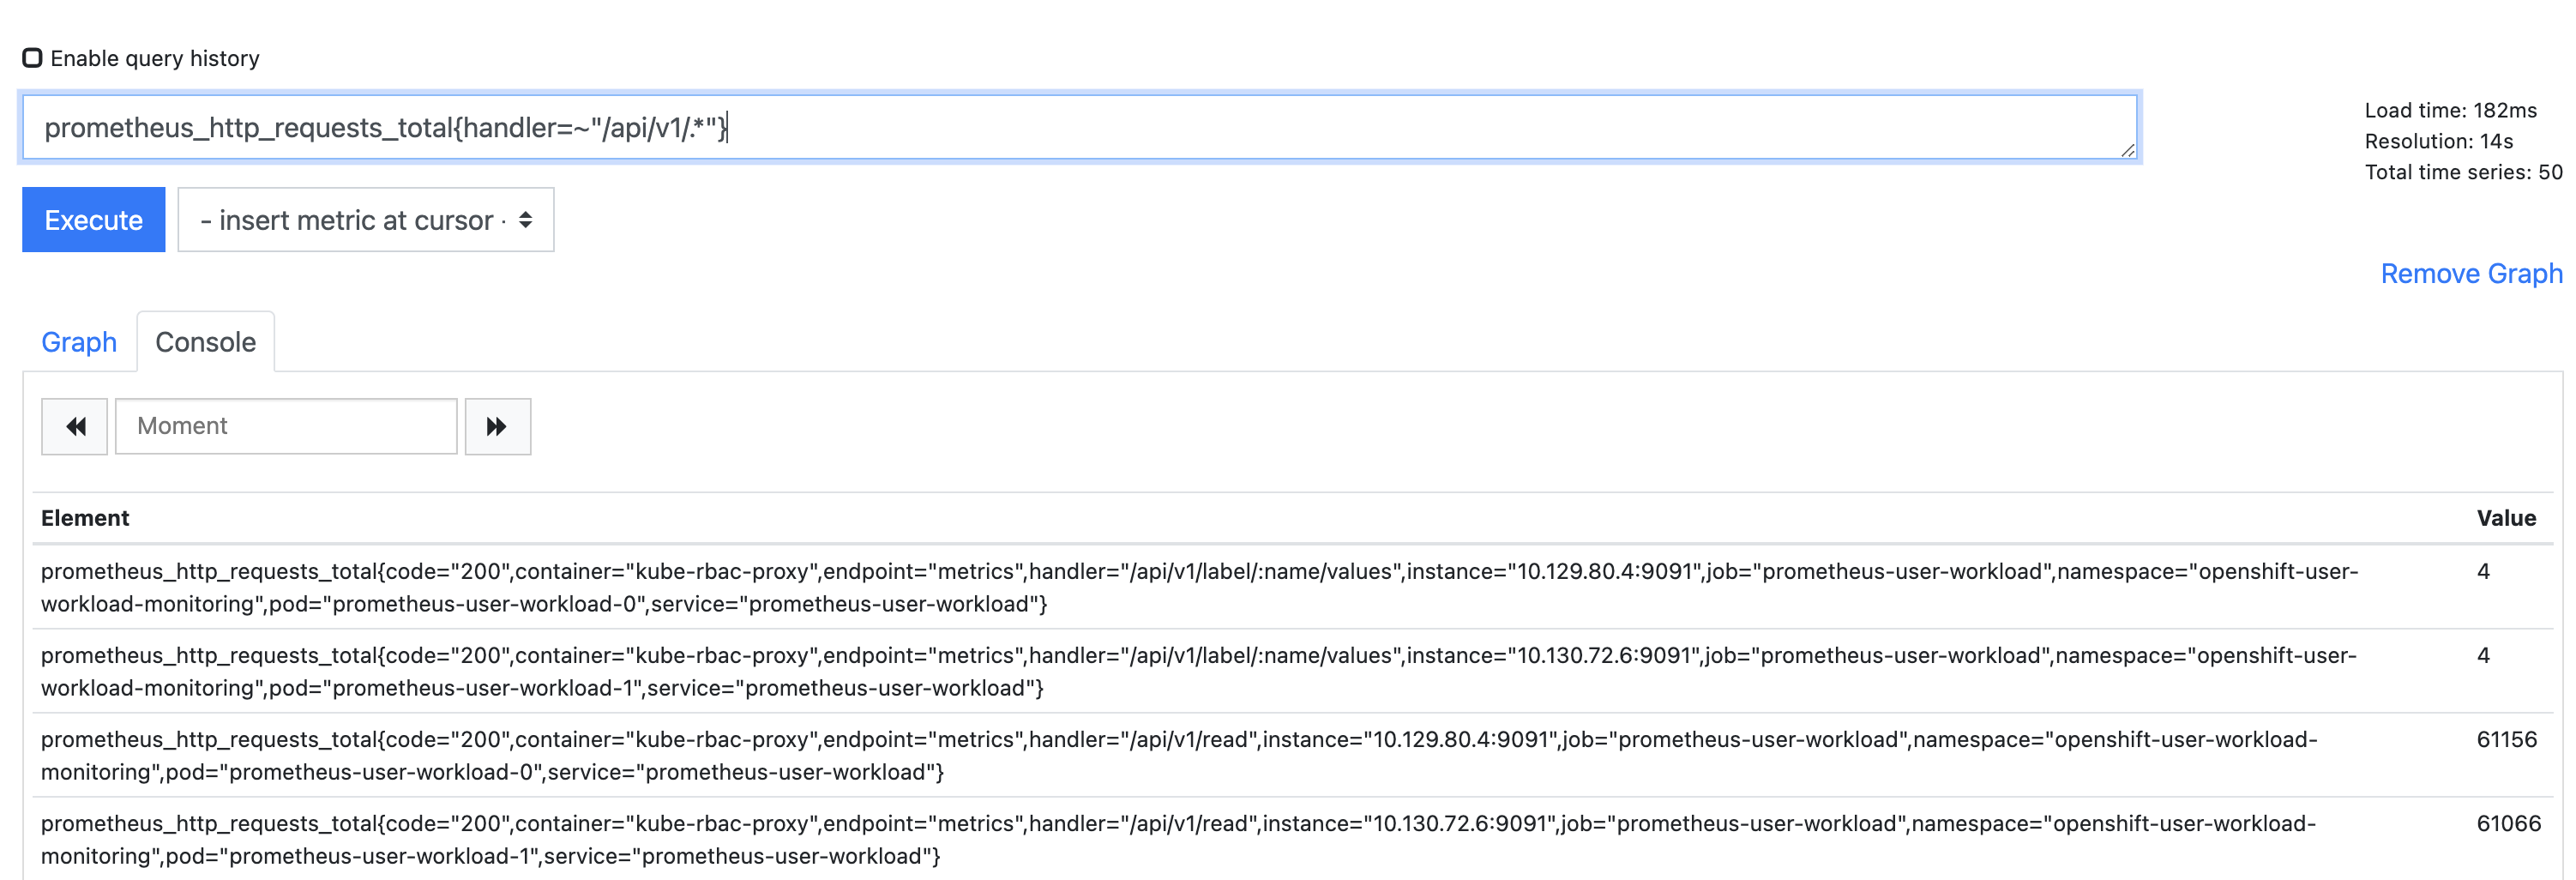 Enable query history
prometheus_http_requests_total{handler=~"/api/v1/.*"}
Load time: 182ms
Resolution: 14s
Total time series: 50
Execute
- insert metric at cursor -
Remove Graph
Graph
Console
Moment
Element
Value
prometheus_http_requests_total{code="200",container="kube-rbac-proxy",endpoint="metrics",handler="/api/v1/label/:name/values",instance="10.129.80.4:9091",job="prometheus-user-workload",namespace="openshift-user-
workload-monitoring",pod="prometheus-user-workload-0",service="prometheus-user-workload"}
4
prometheus_http_requests_total{code="200",container="kube-rbac-proxy",endpoint="metrics",handler="/api/v1/label/:name/values",instance="10.130.72.6:9091",job="prometheus-user-workload",namespace="openshift-user-
workload-monitoring",pod="prometheus-user-workload-1",service="prometheus-user-workload"}
4
prometheus_http_requests_total{code="200",container="kube-rbac-proxy",endpoint="metrics",handler="/api/v1/read",instance="10.129.80.4:9091",job="prometheus-user-workload",namespace="openshift-user-workload-
monitoring",pod="prometheus-user-workload-0",service="prometheus-user-workload"}
61156
prometheus_http_requests_total{code="200",container="kube-rbac-proxy",endpoint="metrics",handler="/api/v1/read",instance="10.130.72.6:9091",job="prometheus-user-workload",namespace="openshift-user-workload-
monitoring",pod="prometheus-user-workload-1",service="prometheus-user-workload"}
61066